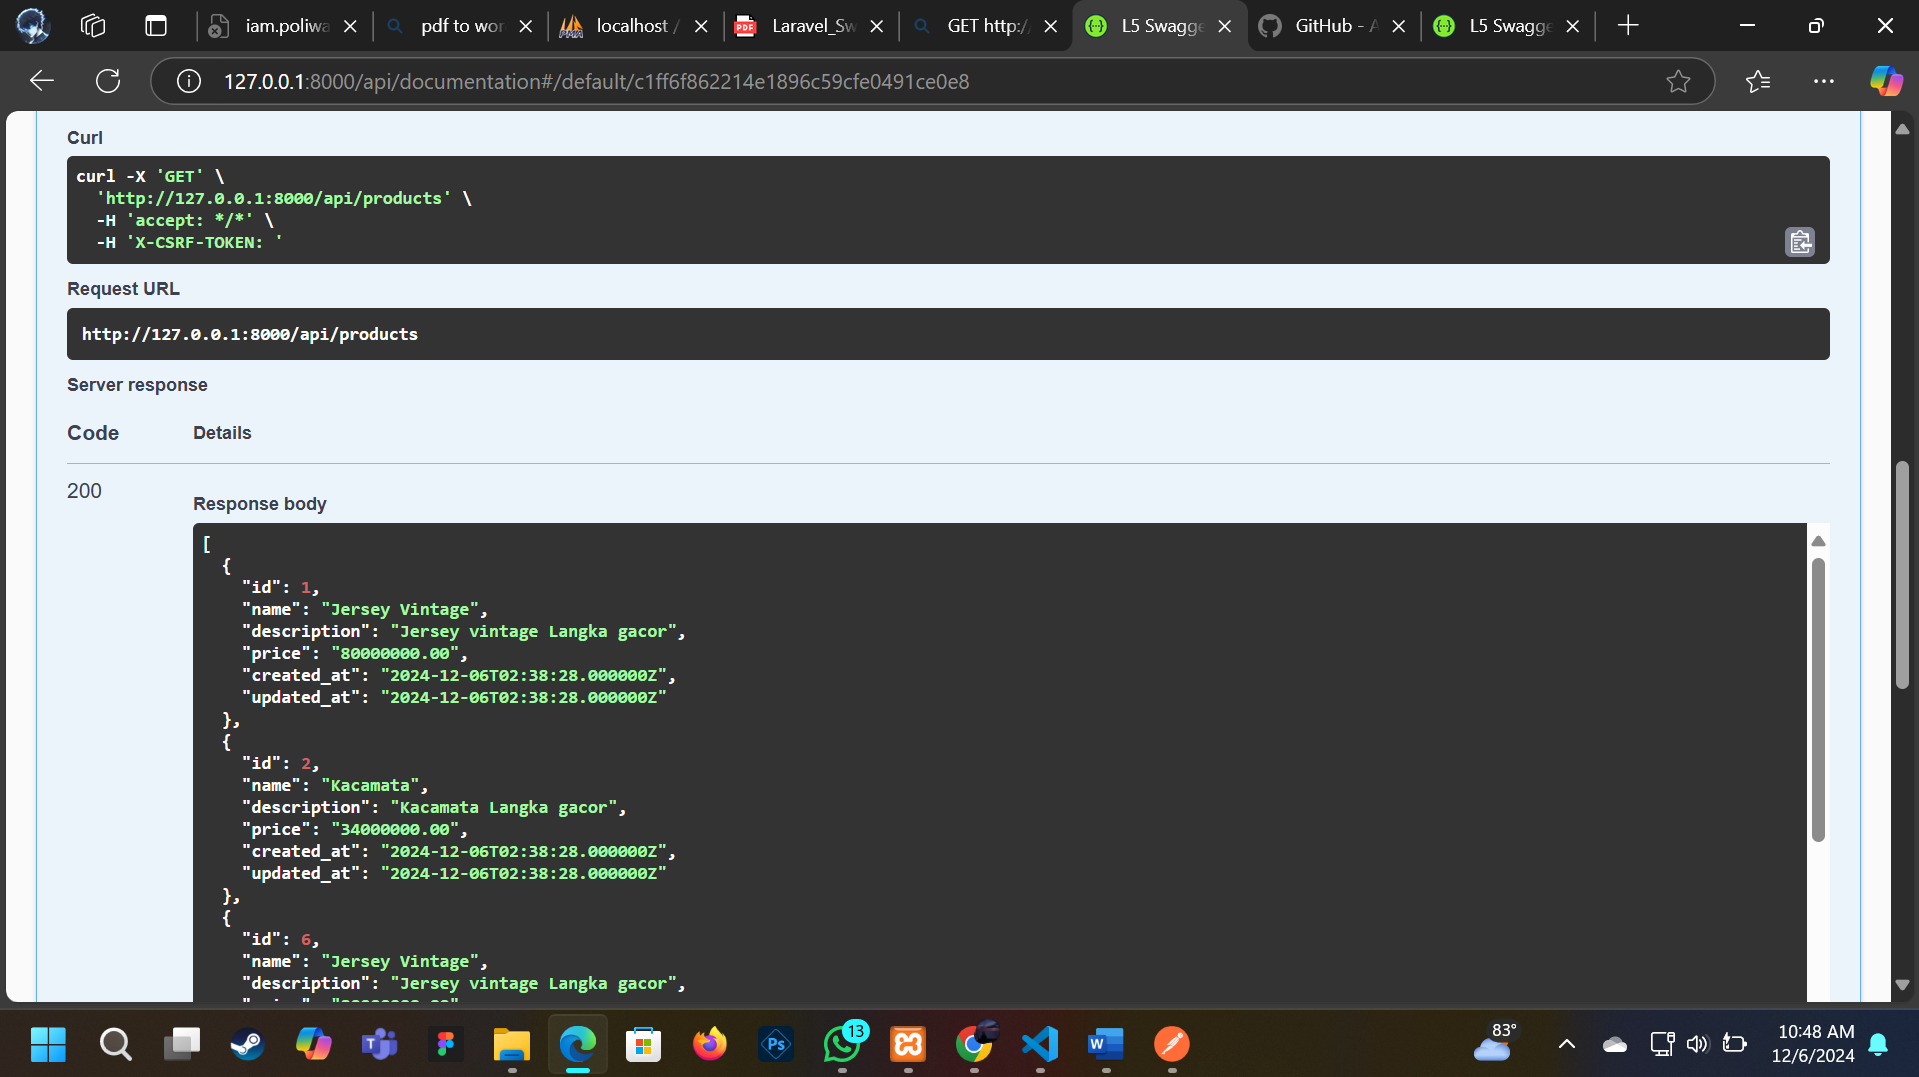 iam.poliwa
pdf to wor
localhost /
Laravel_Sw
GET http:/
L5 Swagge
GitHub - A
L5 Swagge
127.0.0.1:8000/api/documentation#/default/c1ff6f862214e1896c59cfe0491ce0e8
Curl
curl -X 'GET' \
'http://127.0.0.1:8000/api/products' \
-H 'accept: */*' \
-H 'X-CSRF-TOKEN: '
Request URL
http://127.0.0.1:8000/api/products
Server response
Code Details
200
Response body
[
{
"id": 1,
"name": "Jersey Vintage",
"description": "Jersey vintage Langka gacor",
"price": "80000000.00",
"created_at": "2024-12-06T02:38:28.000000Z",
"updated_at": "2024-12-06T02:38:28.000000Z"
},
{
"id": 2,
"name": "Kacamata",
"description": "Kacamata Langka gacor",
"price": "34000000.00",
"created_at": "2024-12-06T02:38:28.000000Z",
"updated_at": "2024-12-06T02:38:28.000000Z"
},
{
"id": 6,
"name": "Jersey Vintage",
"description": "Jersey vintage Langka gacor",
13
83°
10:48 AM
12/6/2024